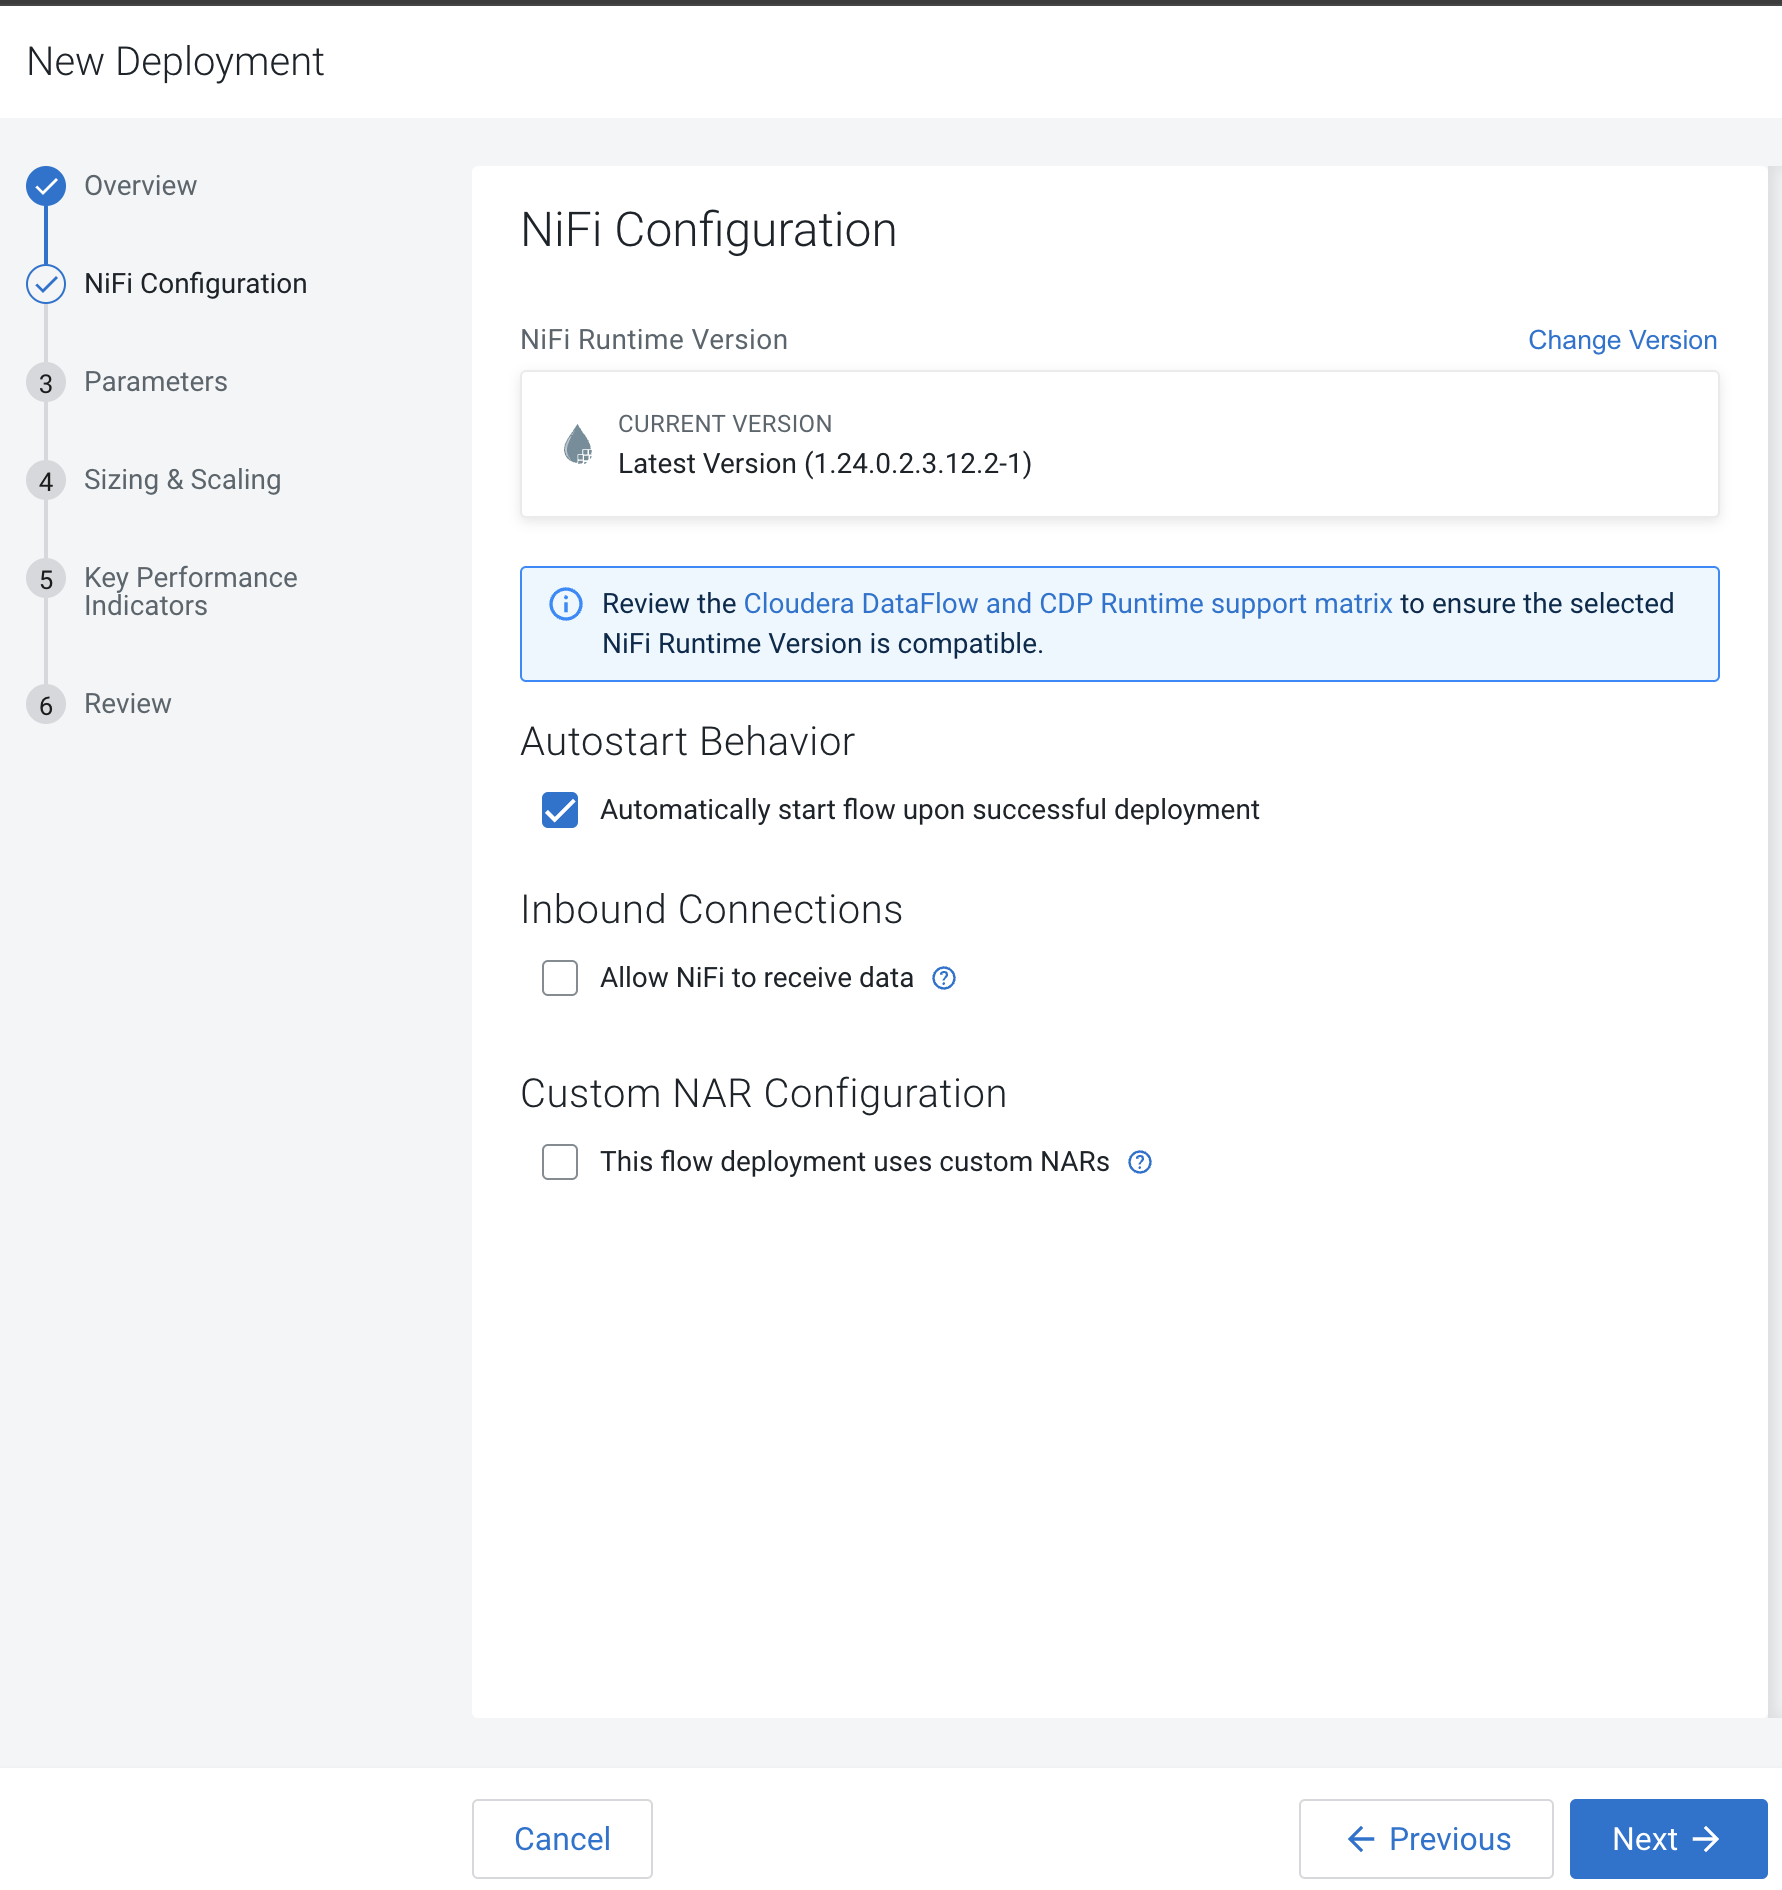 New Deployment
Overview
NiFi Configuration
3 Parameters
4 Sizing & Scaling
5 Key Performance
Indicators
6 Review
NiFi Configuration
NiFi Runtime Version
Change Version
CURRENT VERSION
Latest Version (1.24.0.2.3.12.2-1)
Review the Cloudera DataFlow and CDP Runtime support matrix to ensure the selected
NiFi Runtime Version is compatible.
Autostart Behavior
Automatically start flow upon successful deployment
Inbound Connections
Allow NiFi to receive data
Custom NAR Configuration
This flow deployment uses custom NARs
Cancel
Previous
Next